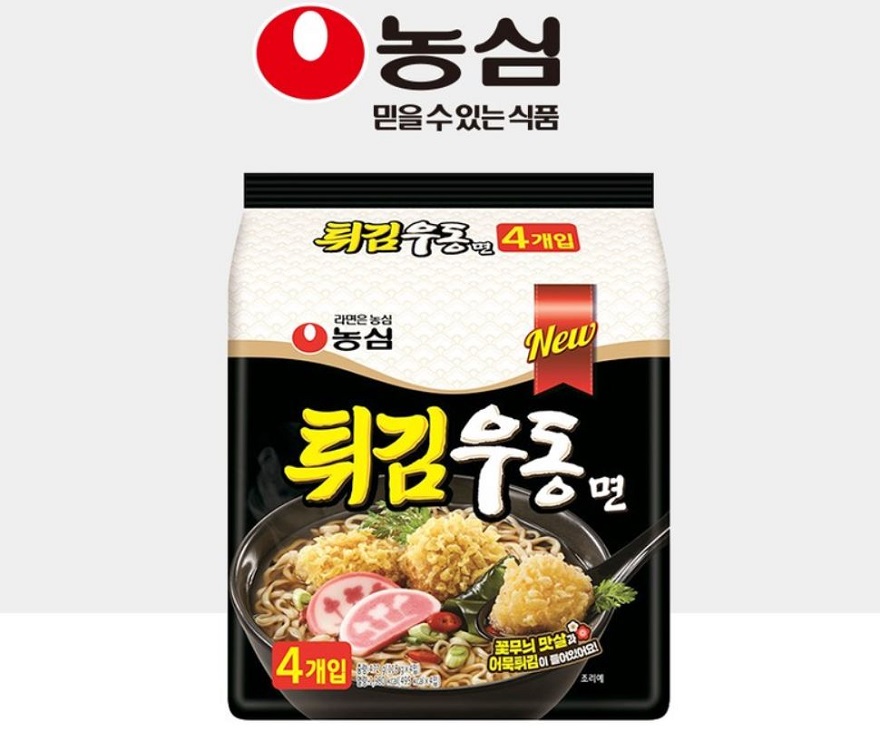 농심
믿을 수 있는 식품
튀김우동면 4개입
라면은 농심
농심
New
튀김우동면
꽃무늬 맛살과
어묵튀김이 들어있어요!
4개입
조리예